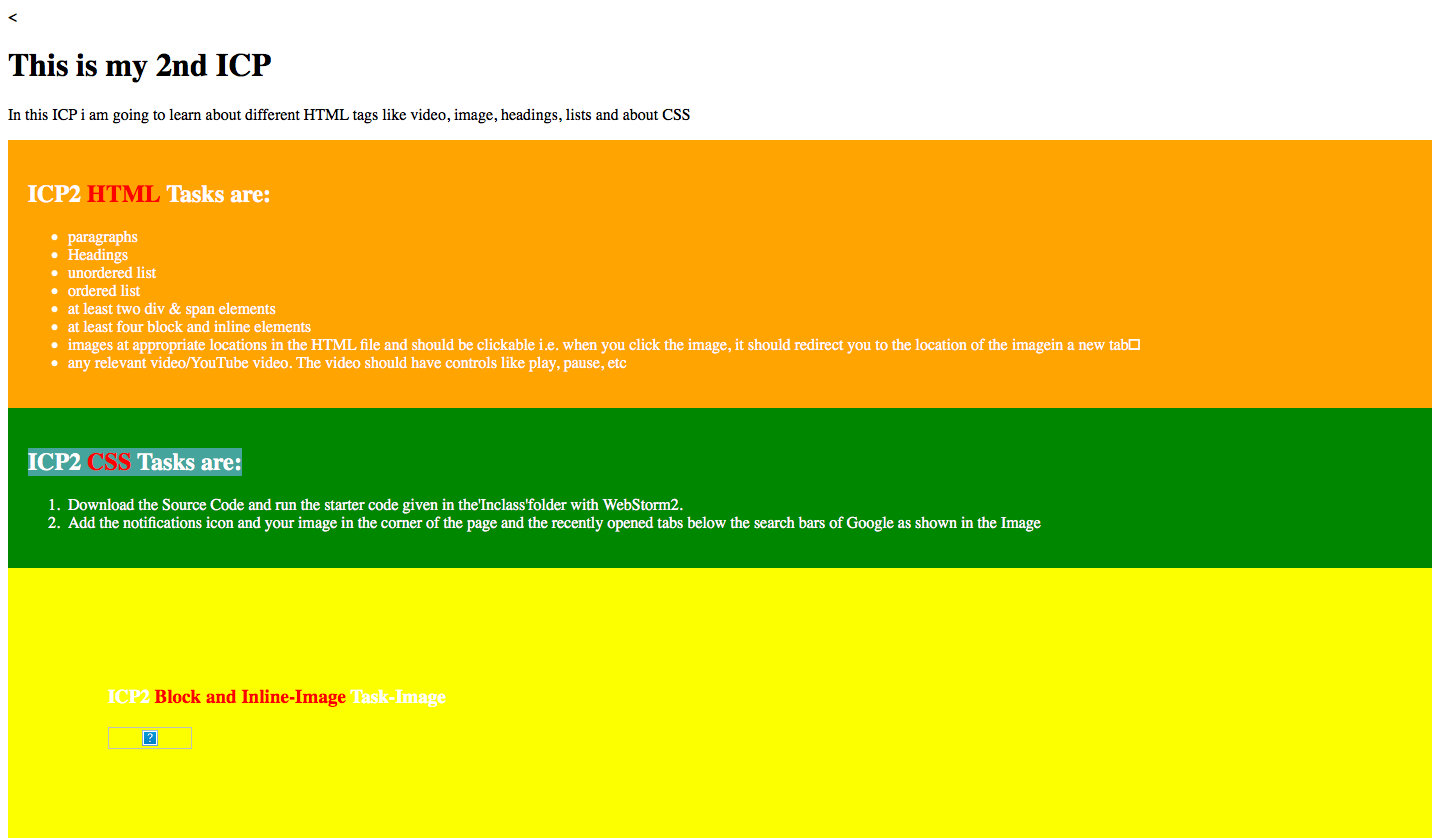 <
This is my 2nd ICP
In this ICP i am going to learn about different HTML tags like video, image, headings, lists and about CSS
ICP2 HTML Tasks are:
• paragraphs
• Headings
• unordered list
• ordered list
• at least two div & span elements
• at least four block and inline elements
• images at appropriate locations in the HTML file and should be clickable i.e. when you click the image, it should redirect you to the location of the imagein a new tab□
• any relevant video/YouTube video. The video should have controls like play, pause, etc
ICP2 CSS Tasks are:
1. Download the Source Code and run the starter code given in the'Inclass'folder with WebStorm2.
2. Add the notifications icon and your image in the corner of the page and the recently opened tabs below the search bars of Google as shown in the Image
ICP2 Block and Inline-Image Task-Image
?